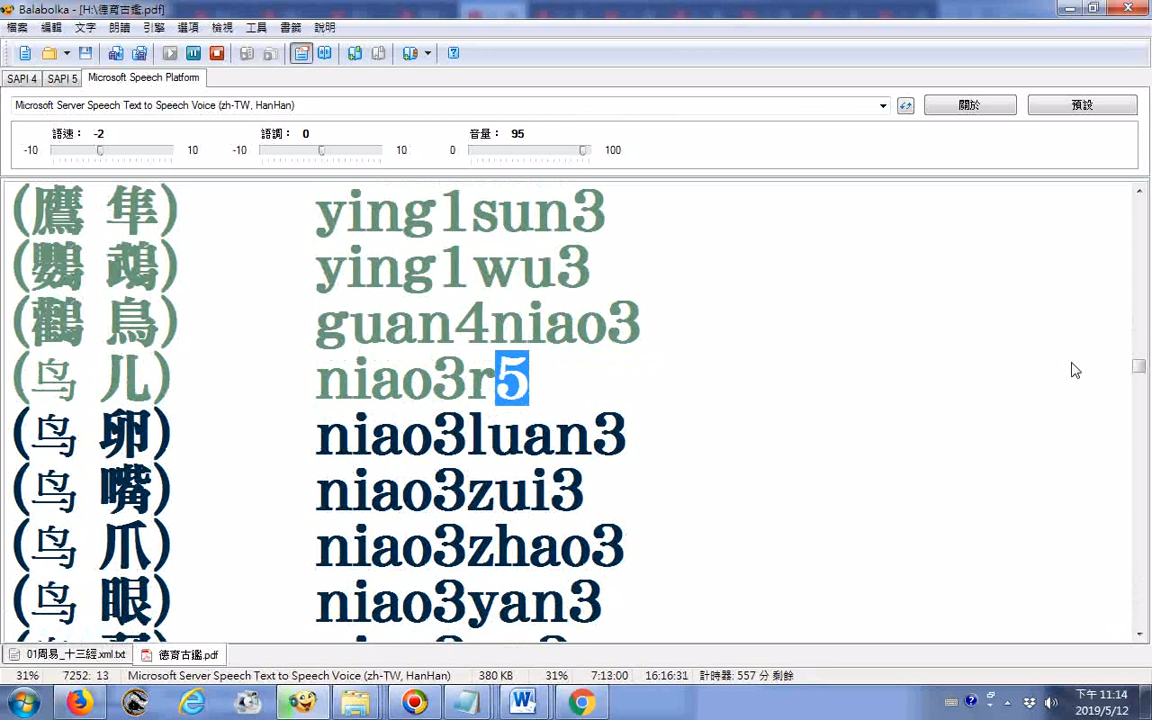 Balabolka - [H:\德育古鑑.pdf]
檔案 編輯 文字 朗讀 引擎 選項 檢視 工具 書籤 說明
SAPI 4 SAPI 5 Microsoft Speech Platform
Microsoft Server Speech Text to Speech Voice (zh-TW, HanHan) 關於 預設
語速： -2 語調： 0 音量： 95
-10 10 -10 10 0 100
(鷹 隼) ying1sun3
(鹦 鵡) ying1wu3
(鸛 鳥) guan4niao3
(鸟 儿) niao3r5
(鸟 卵) niao3luan3
(鸟 嘴) niao3zui3
(鸟 爪) niao3zhao3
(鸟 眼) niao3yan3
01周易_十三經.xml.txt 德育古鑑.pdf
31% 7252: 13 Microsoft Server Speech Text to Speech Voice (zh-TW, HanHan) 380 KB 31% 7:13:00 16:16:31 計時器: 557 分 剩餘
下午 11:14
2019/5/12